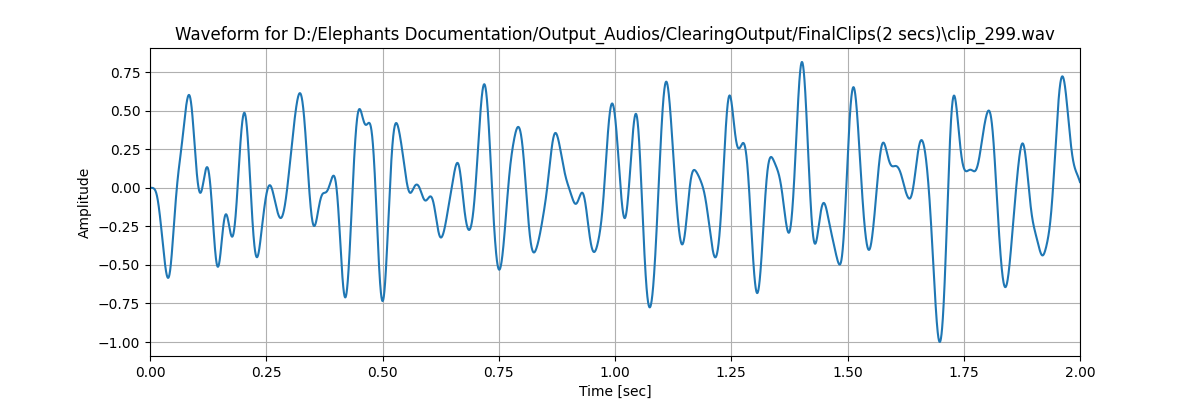 Waveform for D:/Elephants Documentation/Output_Audios/ClearingOutput/FinalClips(2 secs)\clip_299.wav
Amplitude
0.75
0.50
0.25
0.00
−0.25
−0.50
−0.75
−1.00
0.00 0.25 0.50 0.75 1.00 1.25 1.50 1.75 2.00
Time [sec]